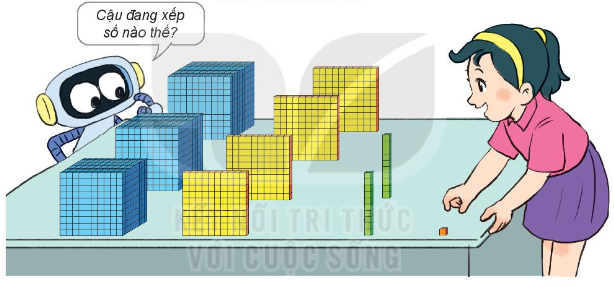 Cậu đang xếp
số nào thế?
KẾT NỐI TRI THỨC
VỚI CUỘC SỐNG